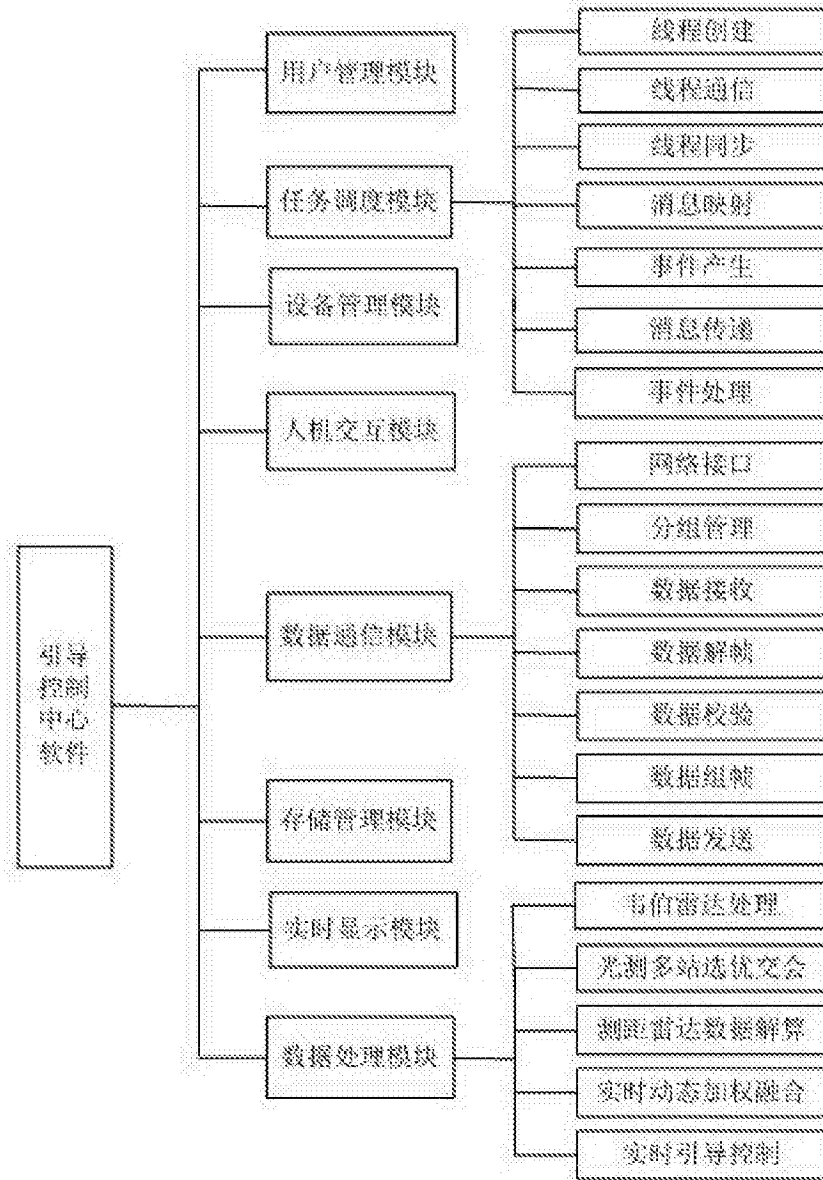 引导
控制
中心
软件
用户管理模块
任务调度模块
线程创建
线程通信
线程同步
消息映射
事件产生
消息传递
事件处理
设备管理模块
人机交互模块
数据通信模块
网络接口
分组管理
数据接收
数据解帧
数据校验
数据组帧
数据发送
存储管理模块
实时显示模块
数据处理模块
韦伯雷达处理
光测多站选优交会
测距雷达数据解算
实时动态加权融合
实时引导控制